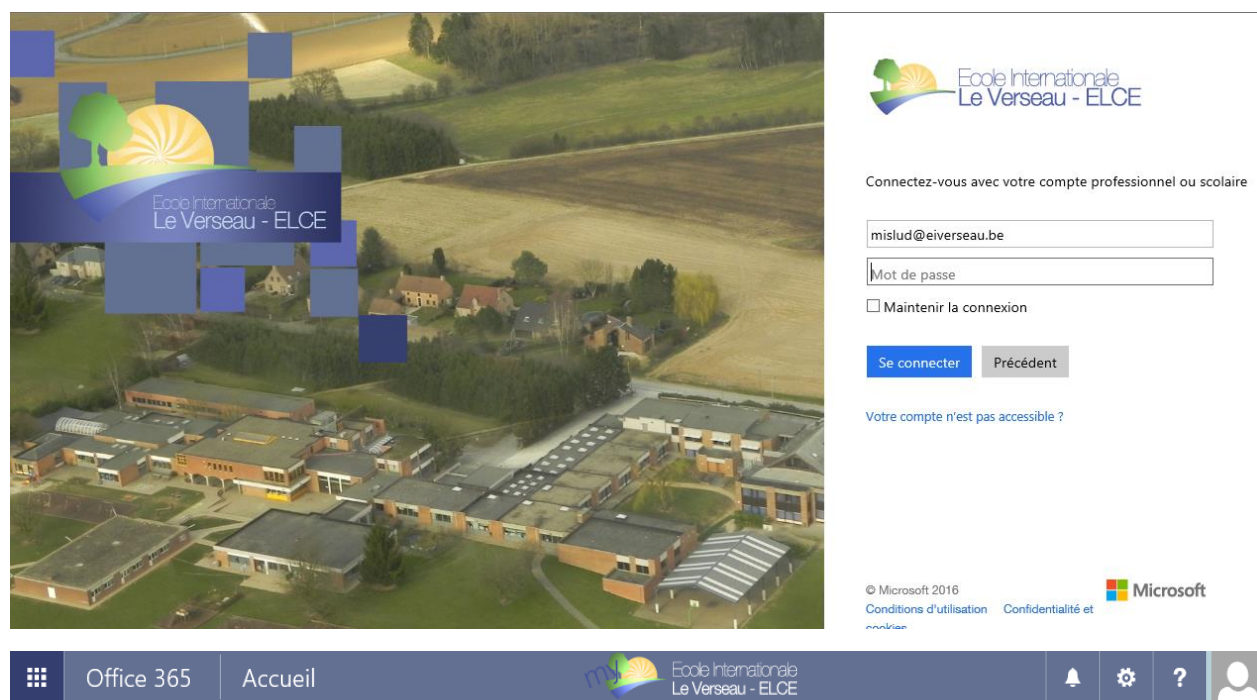 Ecole Internationale
Le Verseau - ELCE
Ecole Internationale
Le Verseau - ELCE
Connectez-vous avec votre compte professionnel ou scolaire
mislud@eiverseau.be
Mot de passe
Maintenir la connexion
Se connecter Précédent
Votre compte n'est pas accessible ?
© Microsoft 2016
Microsoft
Conditions d'utilisation Confidentialité et
cookies
Office 365 Accueil my Ecole Internationale
Le Verseau - ELCE
?